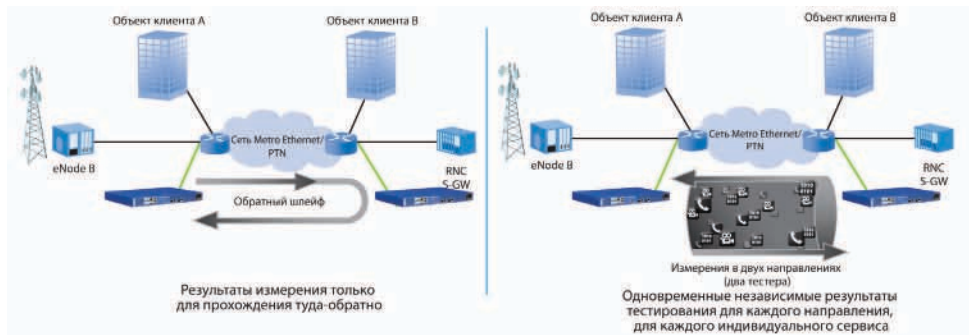 Объект клиента А
Объект клиента В
eNode B
Сеть Metro Ethernet/
PTN
RNC
S-GW
Обратный шлейф
Результаты измерения только
для прохождения туда-обратно
Объект клиента А
Объект клиента В
eNode B
Сеть Metro Ethernet/
PTN
RNC
S-GW
Измерения в двух направлениях
(два тестера)
Одновременные независимые результаты
тестирования для каждого направления,
для каждого индивидуального сервиса